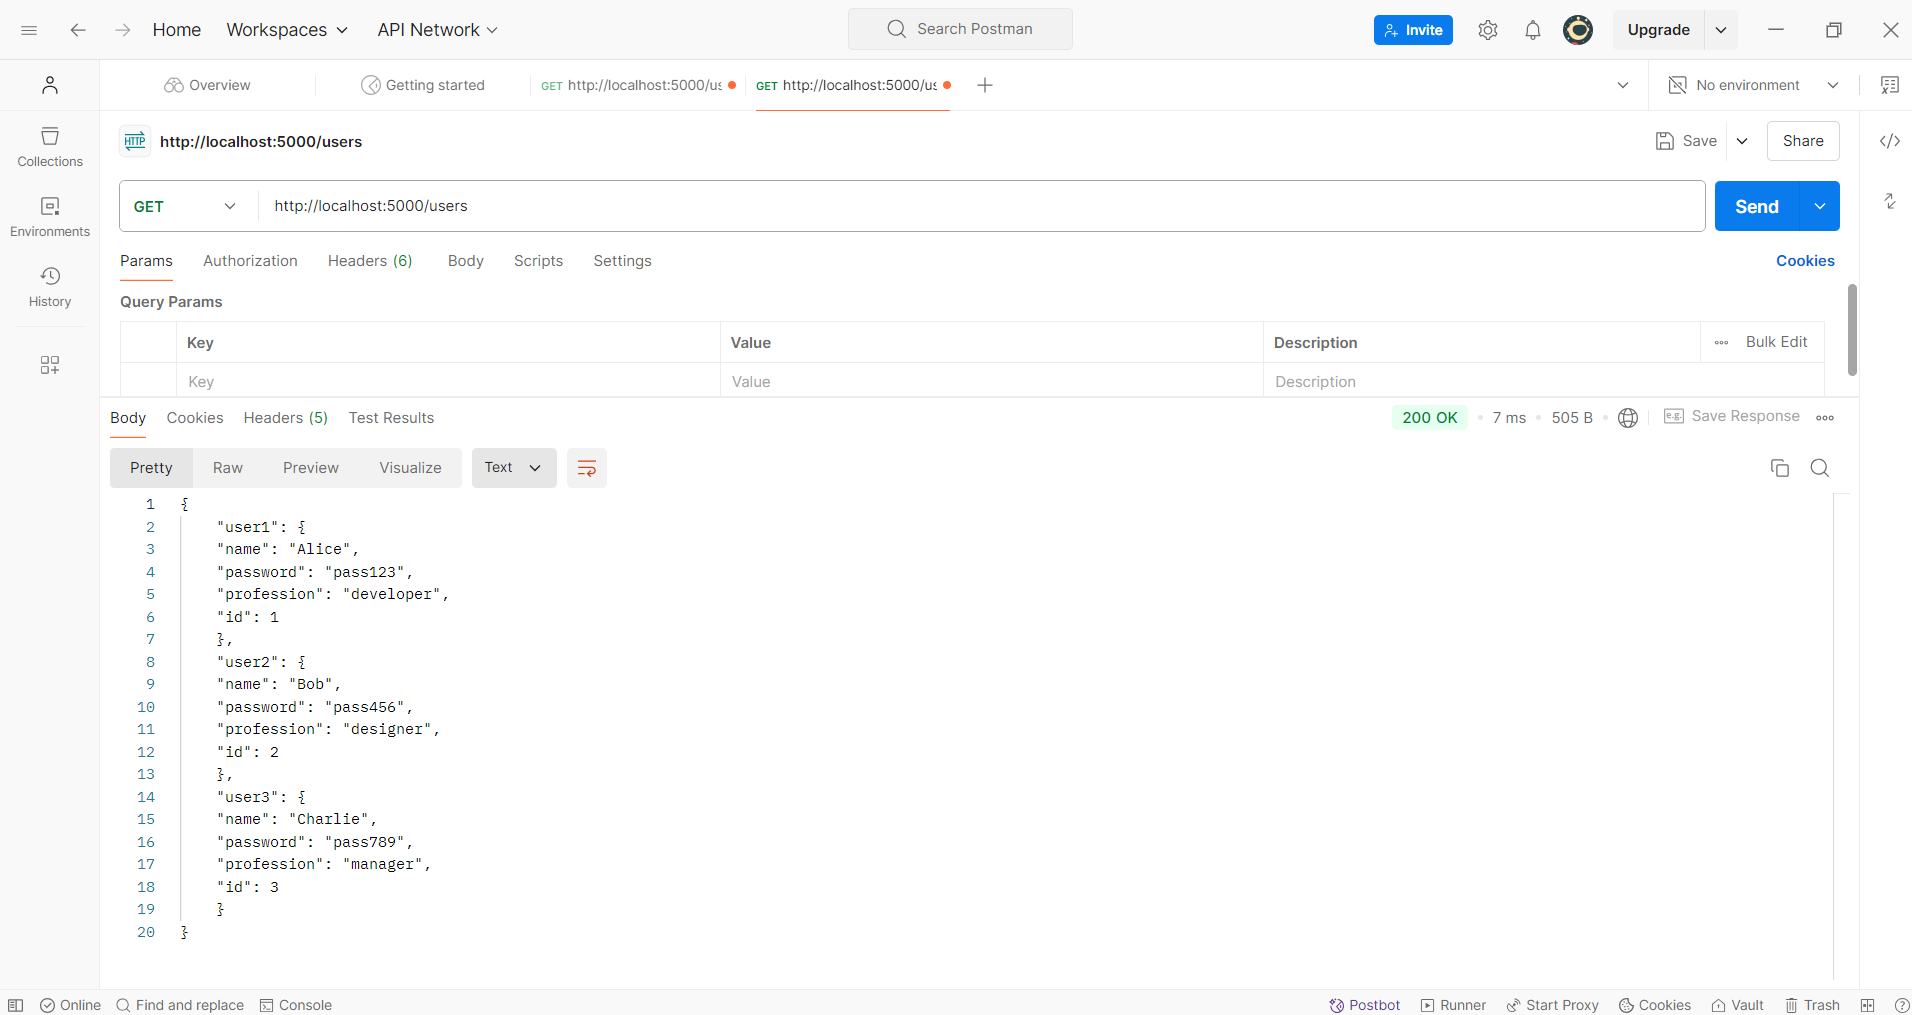 Home Workspaces API Network Search Postman Invite Upgrade
Overview Getting started GET http://localhost:5000/us GET http://localhost:5000/us No environment
HTTP http://localhost:5000/users Save Share
Collections
GET http://localhost:5000/users Send
Environments
Params Authorization Headers (6) Body Scripts Settings Cookies
History
Query Params
Key Value Description Bulk Edit
Key Value Description
Body Cookies Headers (5) Test Results 200 OK 7 ms 505 B e.g. Save Response
Pretty Raw Preview Visualize Text
1 {
2 "user1": {
3 "name": "Alice",
4 "password": "pass123",
5 "profession": "developer",
6 "id": 1
7 },
8 "user2": {
9 "name": "Bob",
10 "password": "pass456",
11 "profession": "designer",
12 "id": 2
13 },
14 "user3": {
15 "name": "Charlie",
16 "password": "pass789",
17 "profession": "manager",
18 "id": 3
19 }
20 }
Online Find and replace Console Postbot Runner Start Proxy Cookies Vault Trash